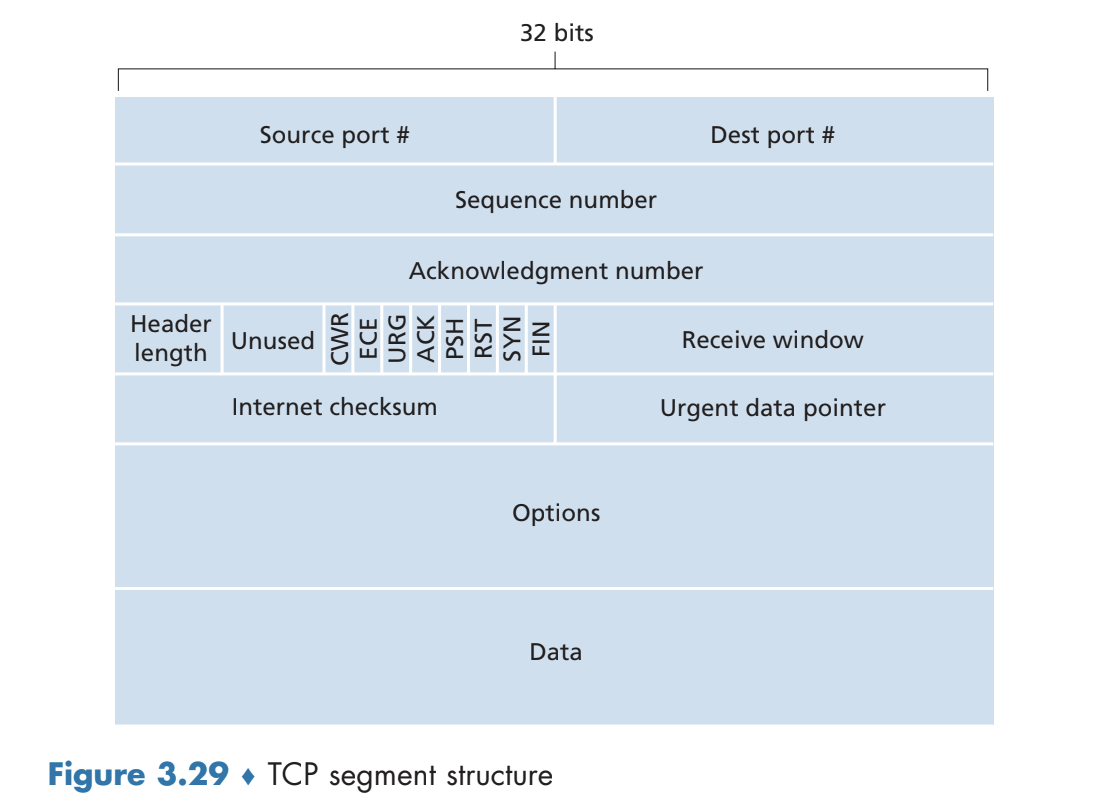 32 bits
Source port #
Dest port #
Sequence number
Acknowledgment number
Header
length
Unused
CWR
ECE
URG
ACK
PSH
RST
SYN
FIN
Receive window
Internet checksum
Urgent data pointer
Options
Data
Figure 3.29 ♦ TCP segment structure